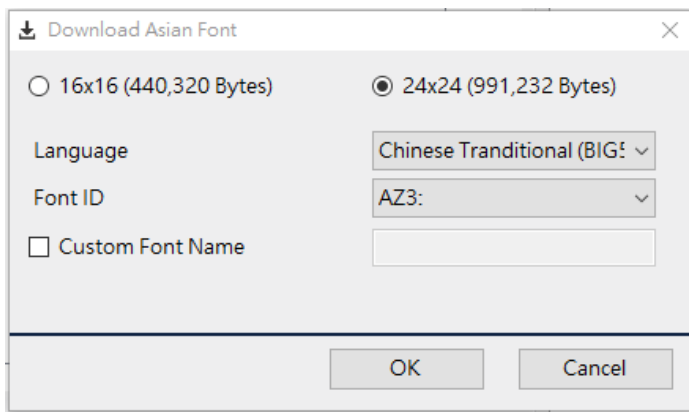 Download Asian Font
16x16 (440,320 Bytes)
24x24 (991,232 Bytes)
Language
Chinese Tranditional (BIG5
Font ID
AZ3:
Custom Font Name
OK
Cancel